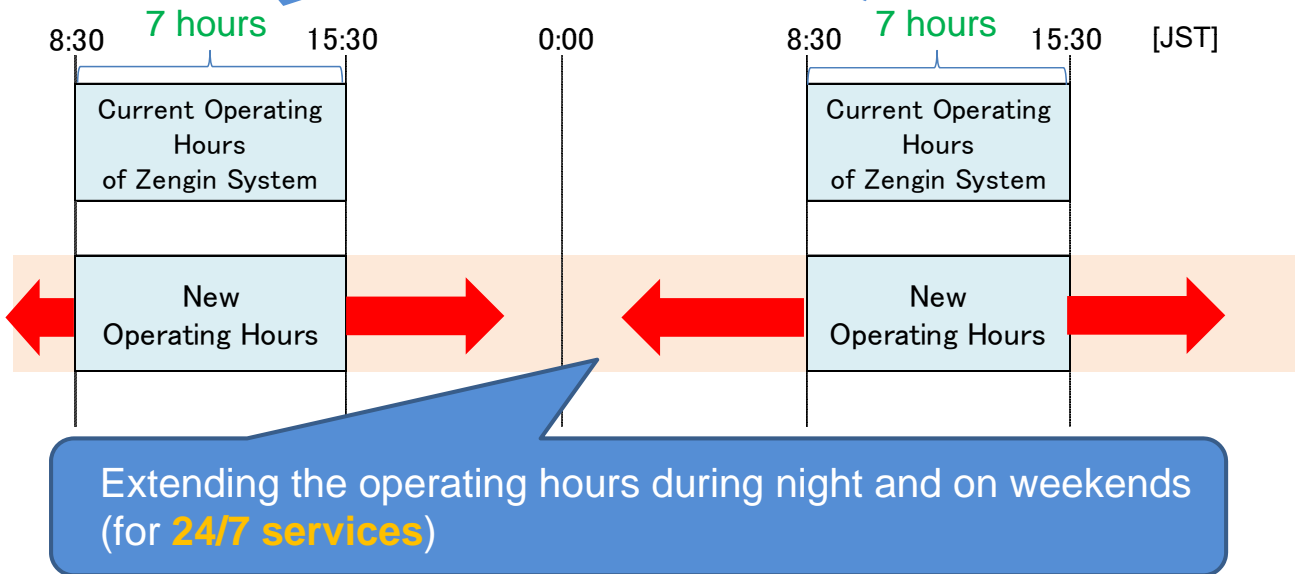 7 hours
7 hours
8:30
15:30
0:00
8:30
15:30
[JST]
Current Operating
Hours
of Zengin System
Current Operating
Hours
of Zengin System
New
Operating Hours
New
Operating Hours
Extending the operating hours during night and on weekends
(for 24/7 services)